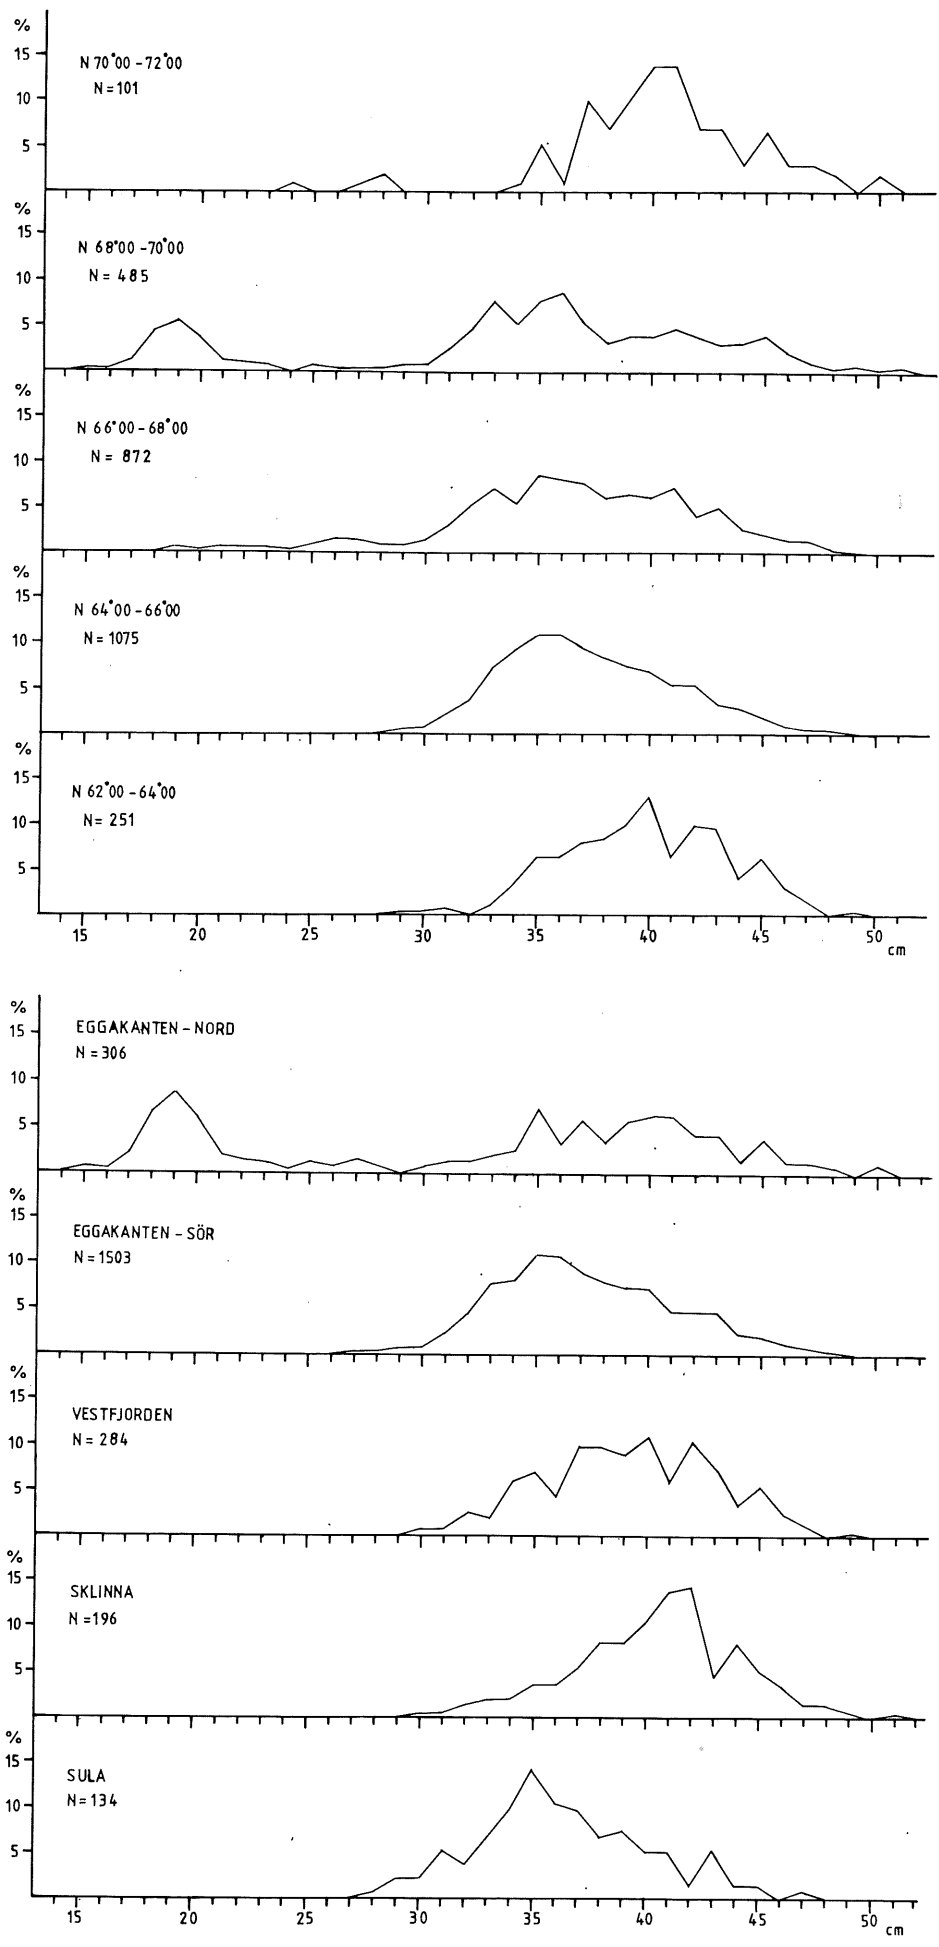 %
15
N 70°00 - 72°00
N = 101
10
5
%
15
N 68°00 - 70°00
N = 485
10
5
%
15
N 66°00 - 68°00
N = 872
10
5
%
15
N 64°00 - 66°00
N = 1075
10
5
%
15
N 62°00 - 64°00
N = 251
10
5
15 20 25 30 35 40 45 50
cm
%
15
EGGAKANTEN - NORD
N = 306
10
5
%
15
EGGAKANTEN - SÖR
N = 1503
10
5
%
15
VESTFJORDEN
N = 284
10
5
%
15
SKLINNA
N = 196
10
5
%
15
SULA
N = 134
10
5
15 20 25 30 35 40 45 50
cm